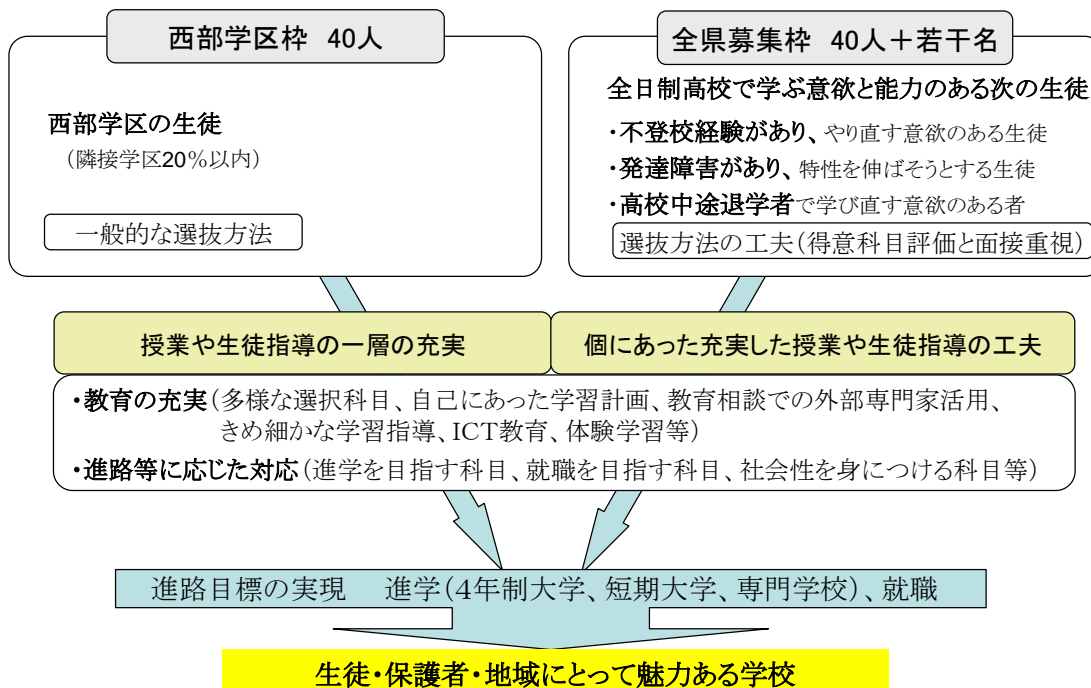 西部学区枠 40人
西部学区の生徒
（隣接学区20％以内）
一般的な選抜方法
全県募集枠 40人＋若干名
全日制高校で学ぶ意欲と能力のある次の生徒
・不登校経験があり、やり直す意欲のある生徒
・発達障害があり、特性を伸ばそうとする生徒
・高校中途退学者で学び直す意欲のある者
選抜方法の工夫（得意科目評価と面接重視）
授業や生徒指導の一層の充実
個にあった充実した授業や生徒指導の工夫
・教育の充実（多様な選択科目、自己にあった学習計画、教育相談での外部専門家活用、
きめ細かな学習指導、ICT教育、体験学習等）
・進路等に応じた対応（進学を目指す科目、就職を目指す科目、社会性を身につける科目等）
進路目標の実現 進学（4年制大学、短期大学、専門学校）、就職
生徒・保護者・地域にとって魅力ある学校